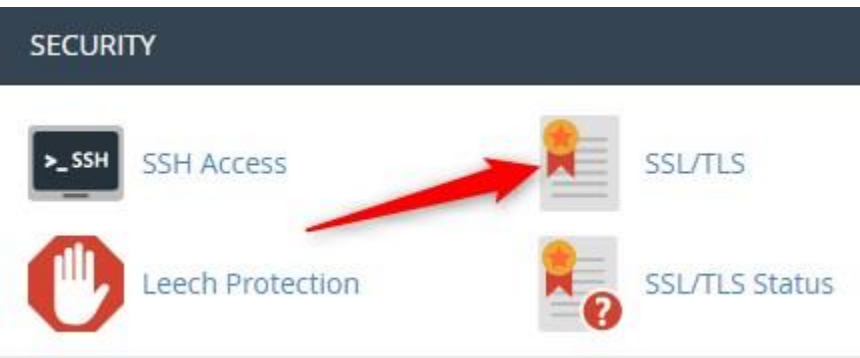 SECURITY
>_ SSH
SSH Access
SSL/TLS
Leech Protection
?
SSL/TLS Status